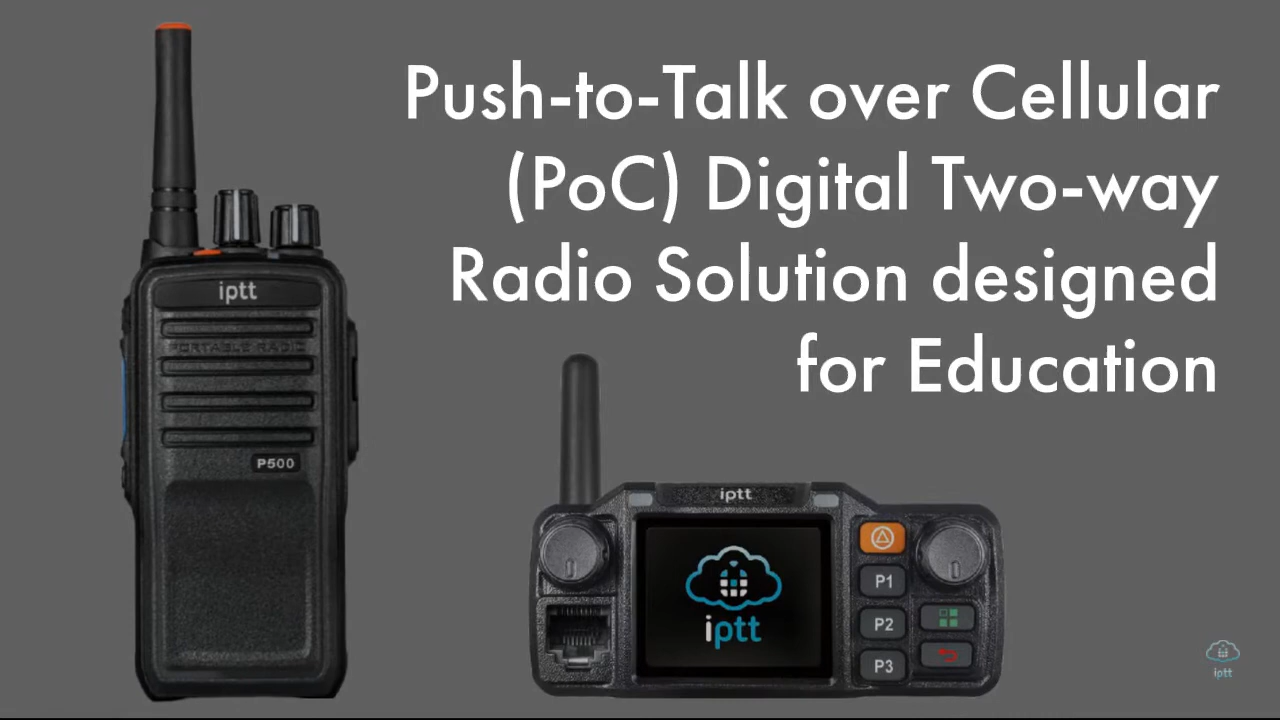 Push-to-Talk over Cellular
(PoC) Digital Two-way
Radio Solution designed
for Education
iptt
PORTABLE RADIO
P500
iptt
iptt
P1
P2
P3
iptt